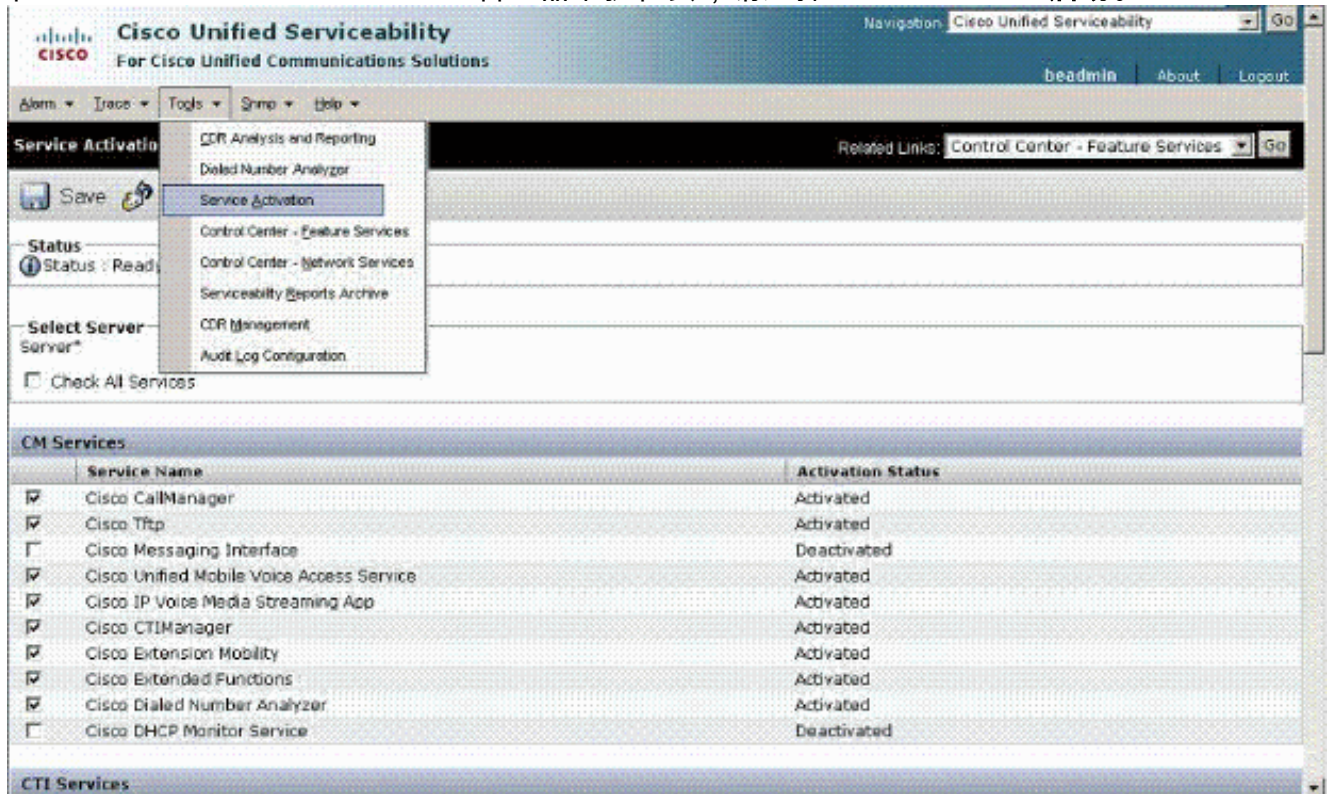 Cisco Unified Serviceability
For Cisco Unified Communications Solutions
CISCO
Navigation Cisco Unified Serviceability Go
beadmin About Logout
Alarm Trace Tools Snmp Help
Service Activatio
Related Links: Control Center - Feature Services Go
CDR Analysis and Reporting
Dialed Number Analyzer
Service Activation
Control Center - Feature Services
Control Center - Network Services
Serviceability Reports Archive
CDR Management
Audit Log Configuration
Save
Status
Status : Ready
Select Server
Server*
Check All Services
CM Services
Service Name Activation Status
Cisco CallManager Activated
Cisco Tftp Activated
Cisco Messaging Interface Deactivated
Cisco Unified Mobile Voice Access Service Activated
Cisco IP Voice Media Streaming App Activated
Cisco CTIManager Activated
Cisco Extension Mobility Activated
Cisco Extended Functions Activated
Cisco Dialed Number Analyzer Activated
Cisco DHCP Monitor Service Deactivated
CTI Services